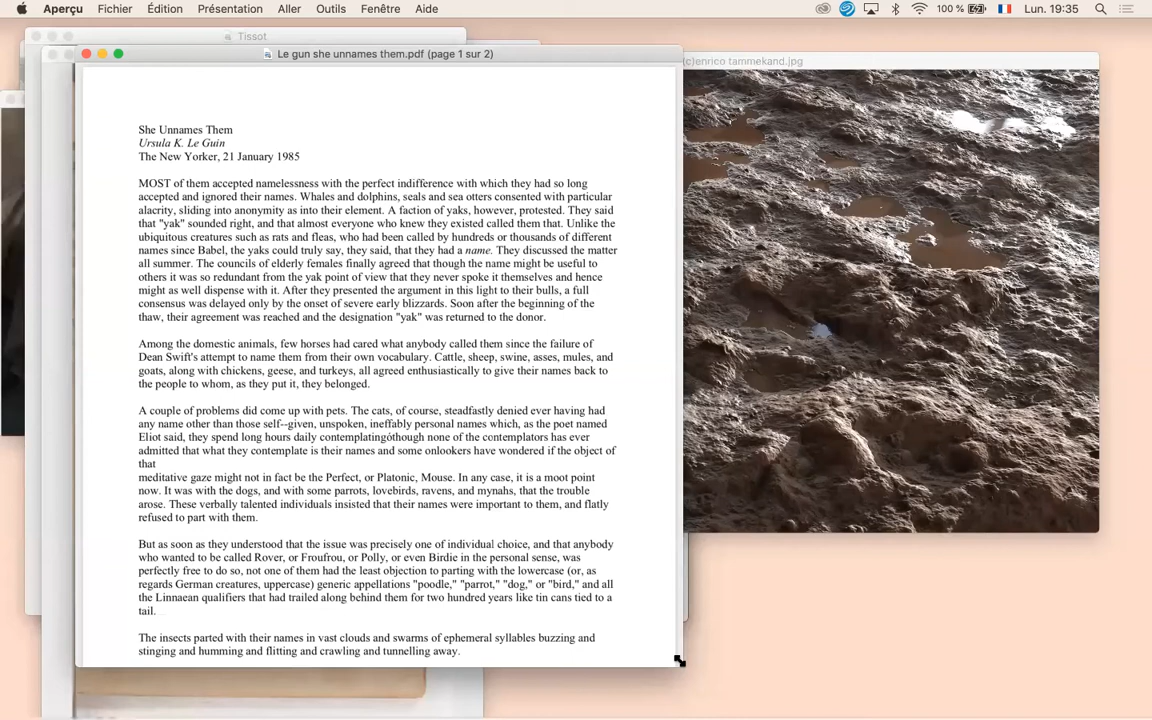 Aperçu Fichier Édition Présentation Aller Outils Fenêtre Aide 100 % Lun. 19:35
Tissot
Le gun she unnames them.pdf (page 1 sur 2)
(c)enrico tammekand.jpg
She Unnames Them
Ursula K. Le Guin
The New Yorker, 21 January 1985
MOST of them accepted namelessness with the perfect indifference with which they had so long
accepted and ignored their names. Whales and dolphins, seals and sea otters consented with particular
alacrity, sliding into anonymity as into their element. A faction of yaks, however, protested. They said
that "yak" sounded right, and that almost everyone who knew they existed called them that. Unlike the
ubiquitous creatures such as rats and fleas, who had been called by hundreds or thousands of different
names since Babel, the yaks could truly say, they said, that they had a name. They discussed the matter
all summer. The councils of elderly females finally agreed that though the name might be useful to
others it was so redundant from the yak point of view that they never spoke it themselves and hence
might as well dispense with it. After they presented the argument in this light to their bulls, a full
consensus was delayed only by the onset of severe early blizzards. Soon after the beginning of the
thaw, their agreement was reached and the designation "yak" was returned to the donor.
Among the domestic animals, few horses had cared what anybody called them since the failure of
Dean Swift's attempt to name them from their own vocabulary. Cattle, sheep, swine, asses, mules, and
goats, along with chickens, geese, and turkeys, all agreed enthusiastically to give their names back to
the people to whom, as they put it, they belonged.
A couple of problems did come up with pets. The cats, of course, steadfastly denied ever having had
any name other than those self--given, unspoken, ineffably personal names which, as the poet named
Eliot said, they spend long hours daily contemplatingóthough none of the contemplators has ever
admitted that what they contemplate is their names and some onlookers have wondered if the object of
that
meditative gaze might not in fact be the Perfect, or Platonic, Mouse. In any case, it is a moot point
now. It was with the dogs, and with some parrots, lovebirds, ravens, and mynahs, that the trouble
arose. These verbally talented individuals insisted that their names were important to them, and flatly
refused to part with them.
But as soon as they understood that the issue was precisely one of individual choice, and that anybody
who wanted to be called Rover, or Froufrou, or Polly, or even Birdie in the personal sense, was
perfectly free to do so, not one of them had the least objection to parting with the lowercase (or, as
regards German creatures, uppercase) generic appellations "poodle," "parrot," "dog," or "bird," and all
the Linnaean qualifiers that had trailed along behind them for two hundred years like tin cans tied to a
tail.
The insects parted with their names in vast clouds and swarms of ephemeral syllables buzzing and
stinging and humming and flitting and crawling and tunnelling away.